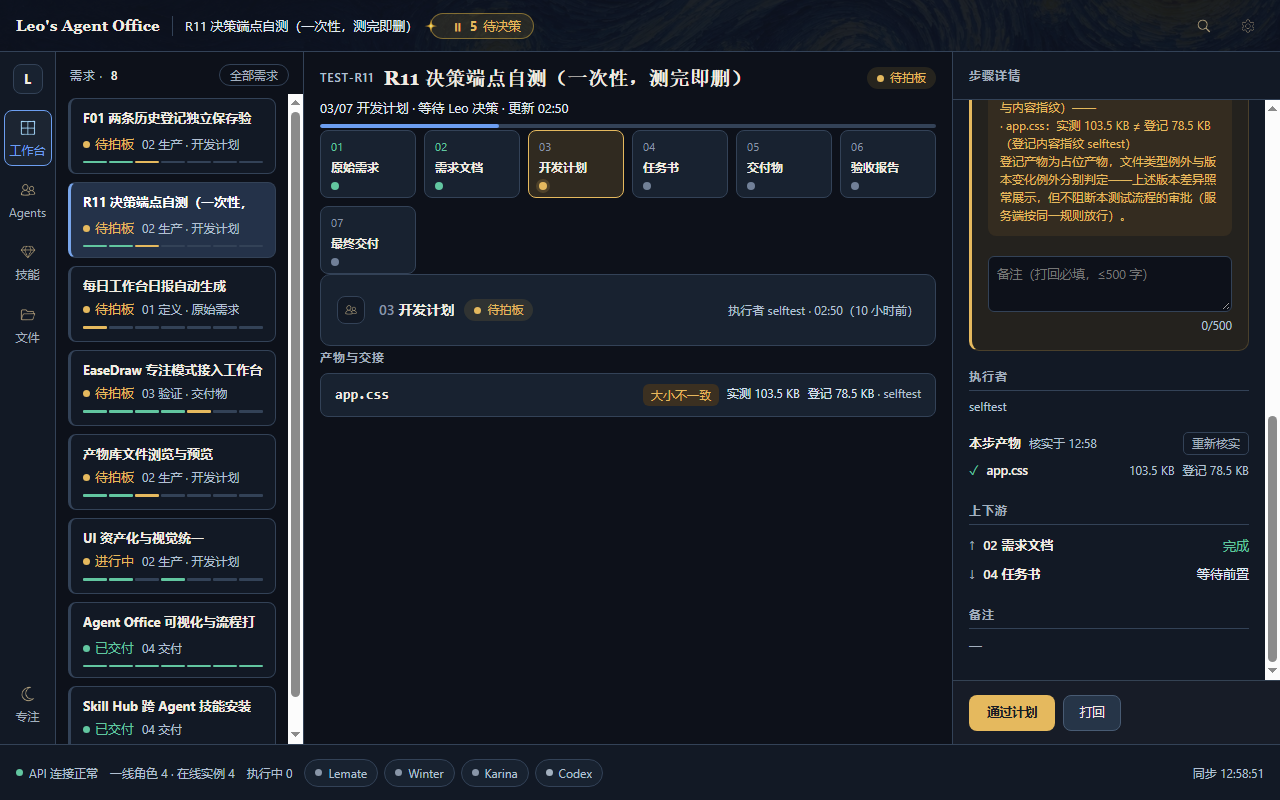 Leo's Agent Office
R11 决策端点自测（一次性，测完即删）
5 待决策
L
工作台
Agents
技能
文件
专注
需求 · 8
全部需求
F01 两条历史登记独立保存验
待拍板 02 生产 · 开发计划
R11 决策端点自测（一次性，
待拍板 02 生产 · 开发计划
每日工作台日报自动生成
待拍板 01 定义 · 原始需求
EaseDraw 专注模式接入工作台
待拍板 03 验证 · 交付物
产物库文件浏览与预览
待拍板 02 生产 · 开发计划
UI 资产化与视觉统一
进行中 02 生产 · 开发计划
Agent Office 可视化与流程打
已交付 04 交付
Skill Hub 跨 Agent 技能安装
已交付 04 交付
TEST-R11 R11 决策端点自测（一次性，测完即删）
待拍板
03/07 开发计划 · 等待 Leo 决策 · 更新 02:50
01
原始需求
02
需求文档
03
开发计划
04
任务书
05
交付物
06
验收报告
07
最终交付
03 开发计划 待拍板
执行者 selftest · 02:50（10 小时前）
产物与交接
app.css
大小不一致 实测 103.5 KB 登记 78.5 KB · selftest
步骤详情
与内容指纹）——
· app.css：实测 103.5 KB ≠ 登记 78.5 KB
（登记内容指纹 selftest）
登记产物为占位产物，文件类型例外与版
本变化例外分别判定——上述版本差异照
常展示，但不阻断本测试流程的审批（服
务端按同一规则放行）。
备注（打回必填，≤500 字）
0/500
执行者
selftest
本步产物 核实于 12:58
重新核实
✓ app.css 103.5 KB 登记 78.5 KB
上下游
↑ 02 需求文档 完成
↓ 04 任务书 等待前置
备注
—
通过计划
打回
API 连接正常 一线角色 4 · 在线实例 4 执行中 0
Lemate
Winter
Karina
Codex
同步 12:58:51